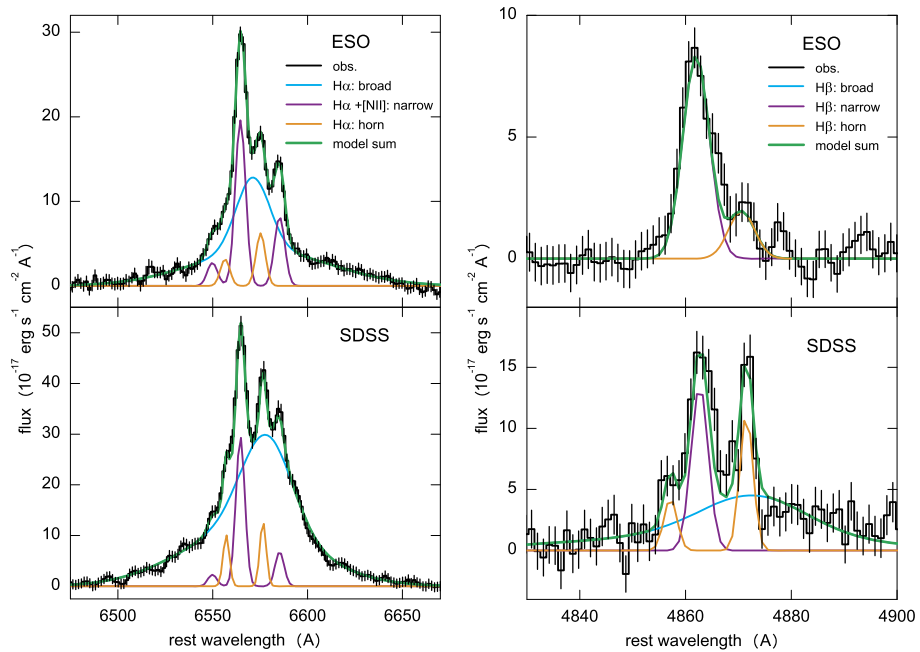 ESO
obs.
Hα: broad
Hα +[NII]: narrow
Hα: horn
model sum
30
20
10
0
ESO
obs.
Hβ: broad
Hβ: narrow
Hβ: horn
model sum
10
5
0
SDSS
50
40
30
20
10
0
6500
6550
6600
6650
rest wavelength (A)
flux (10⁻¹⁷ erg s⁻¹ cm⁻² A⁻¹)
SDSS
15
10
5
0
4840
4860
4880
4900
rest wavelength (A)
flux (10⁻¹⁷ erg s⁻¹ cm⁻² A⁻¹)